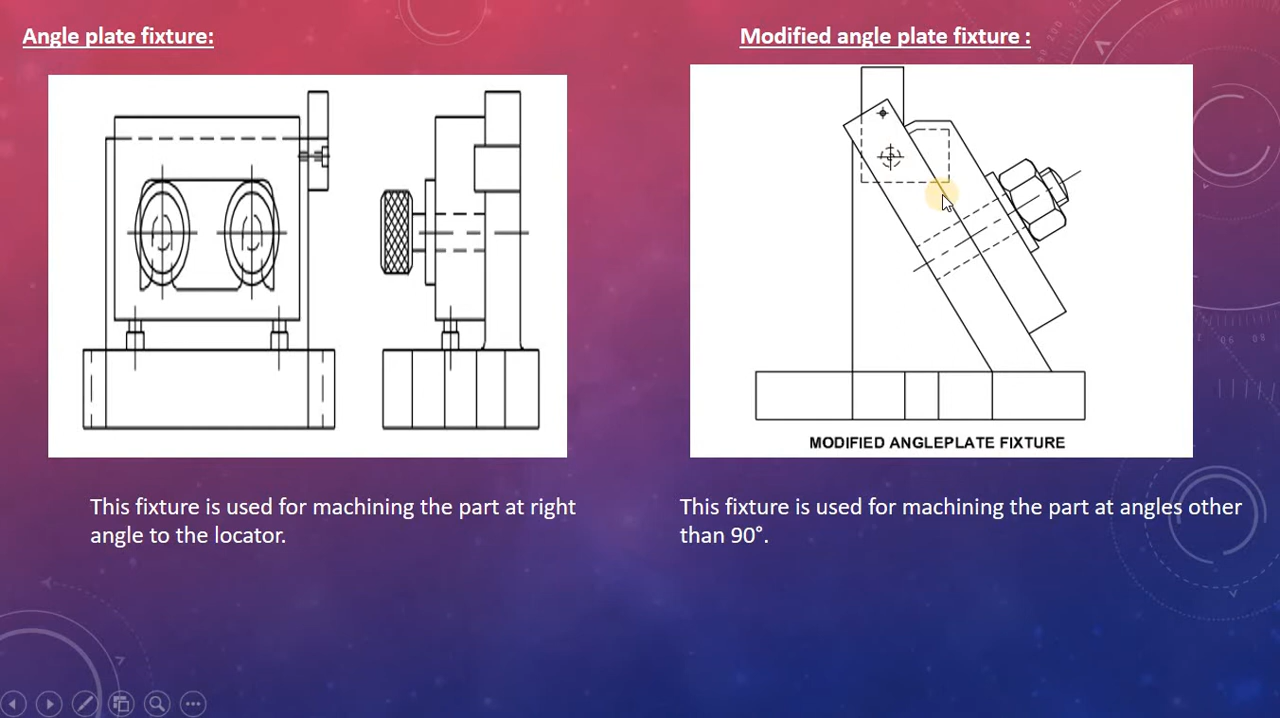 Angle plate fixture:
Modified angle plate fixture :
MODIFIED ANGLEPLATE FIXTURE
This fixture is used for machining the part at right
angle to the locator.
This fixture is used for machining the part at angles other
than 90°.